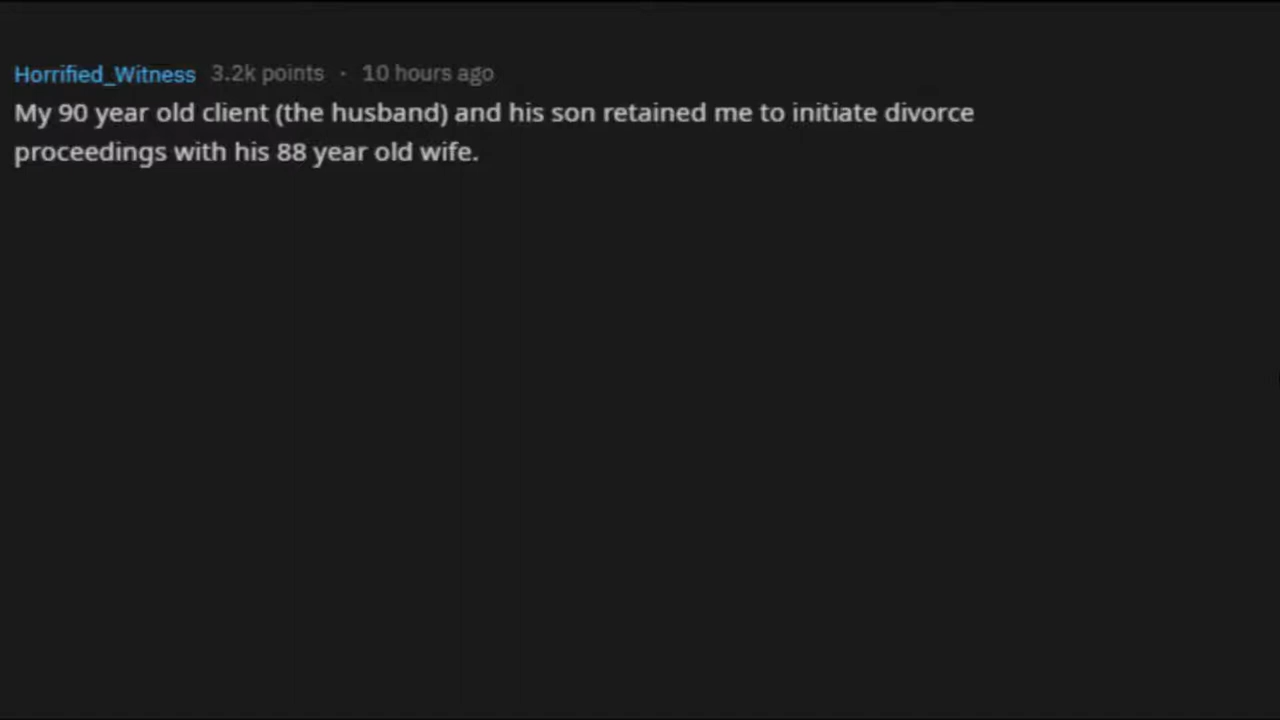 Horrified_Witness 3.2k points · 10 hours ago
My 90 year old client (the husband) and his son retained me to initiate divorce
proceedings with his 88 year old wife.